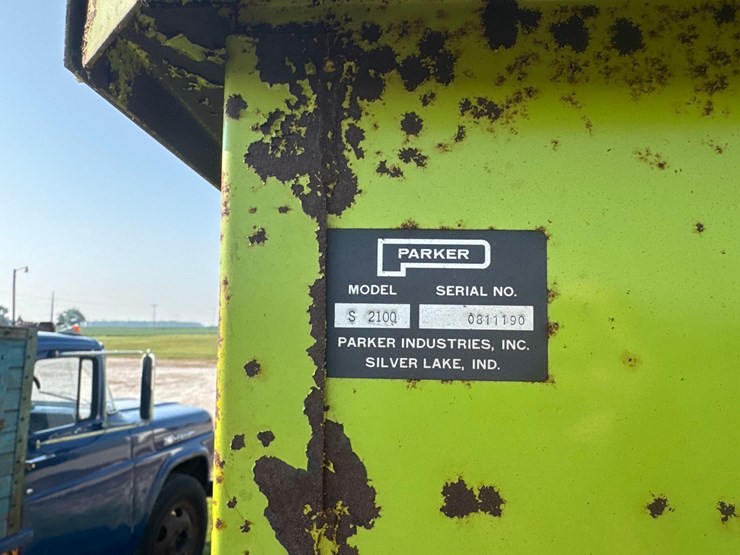 PARKER
MODEL SERIAL NO.
S 2100 0811190
PARKER INDUSTRIES, INC.
SILVER LAKE, IND.